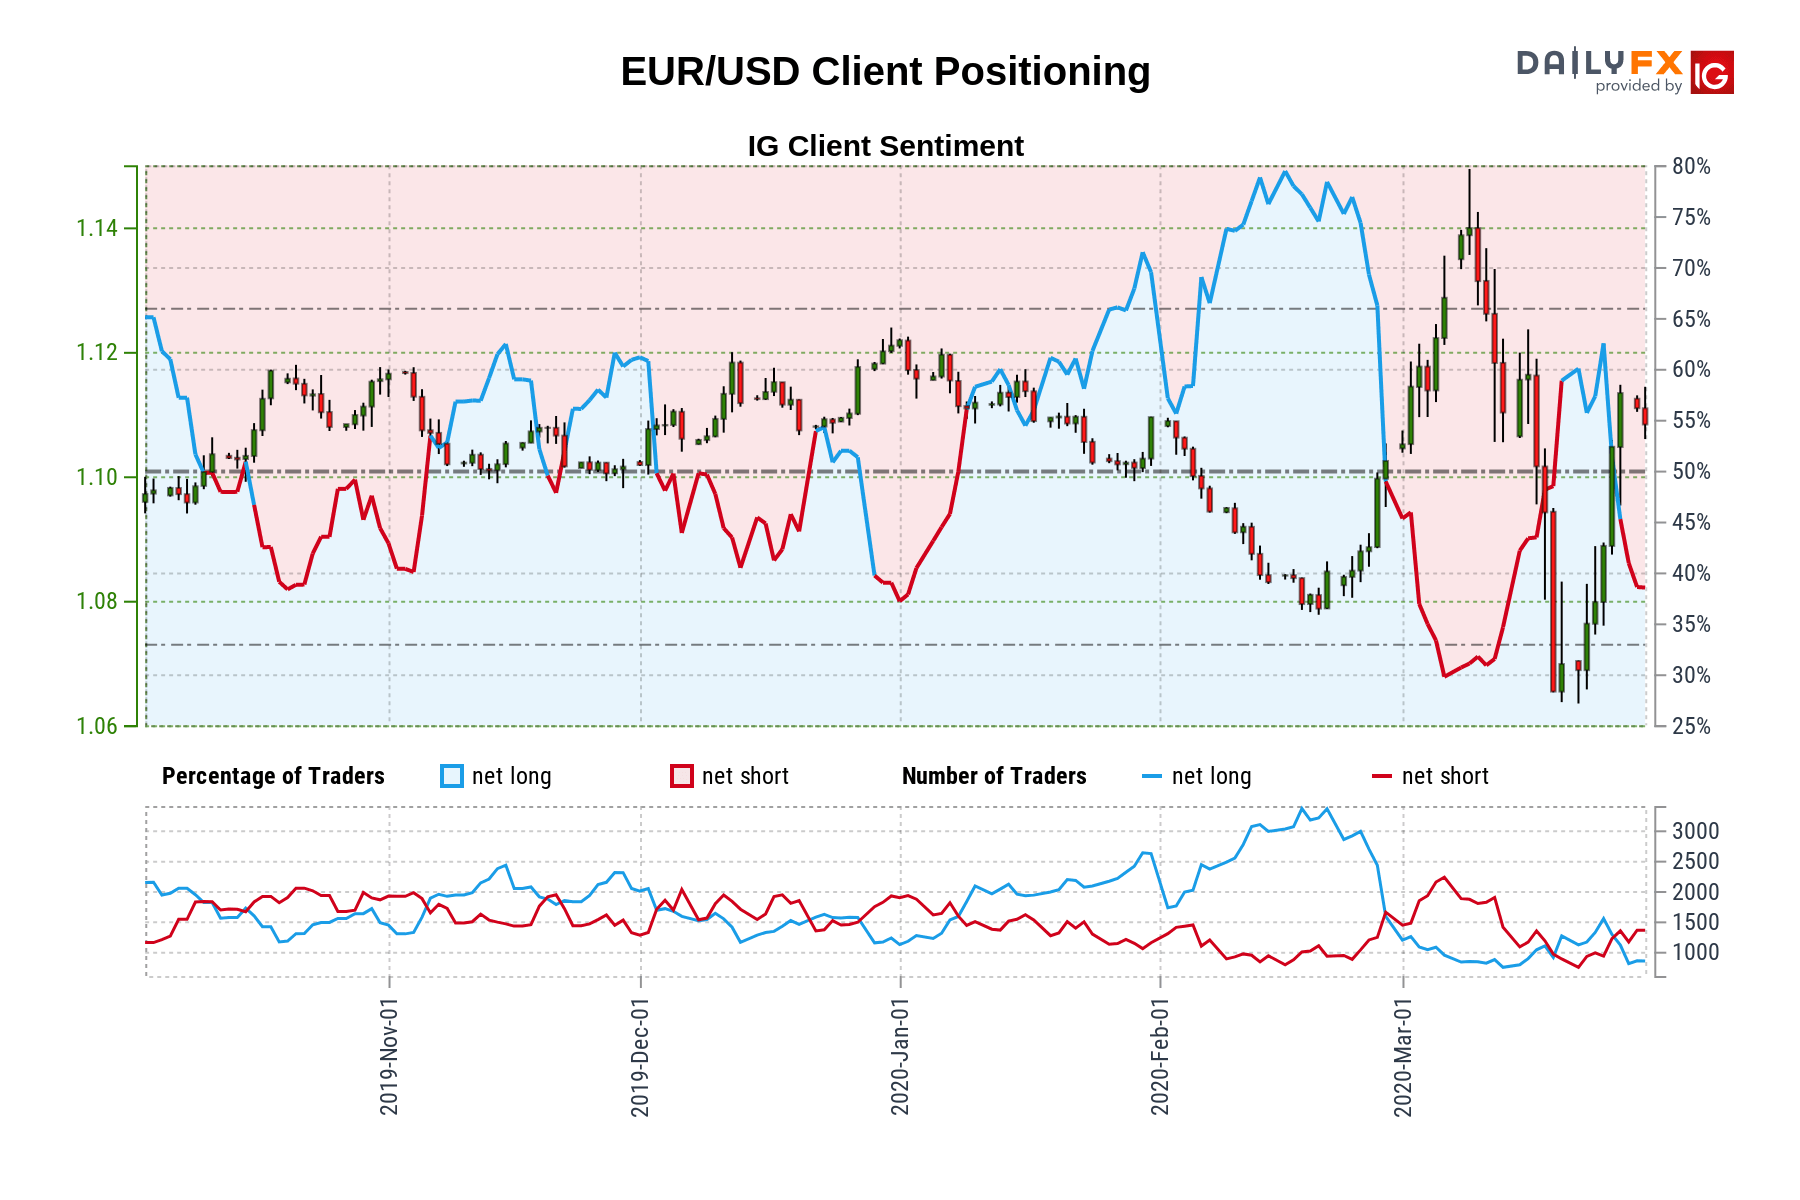 EUR/USD Client Positioning
DAILYFX
provided by IG
IG Client Sentiment
1.14
1.12
1.10
1.08
1.06
80%
75%
70%
65%
60%
55%
50%
45%
40%
35%
30%
25%
Percentage of Traders net long net short Number of Traders net long net short
3000
2500
2000
1500
1000
2019-Nov-01
2019-Dec-01
2020-Jan-01
2020-Feb-01
2020-Mar-01